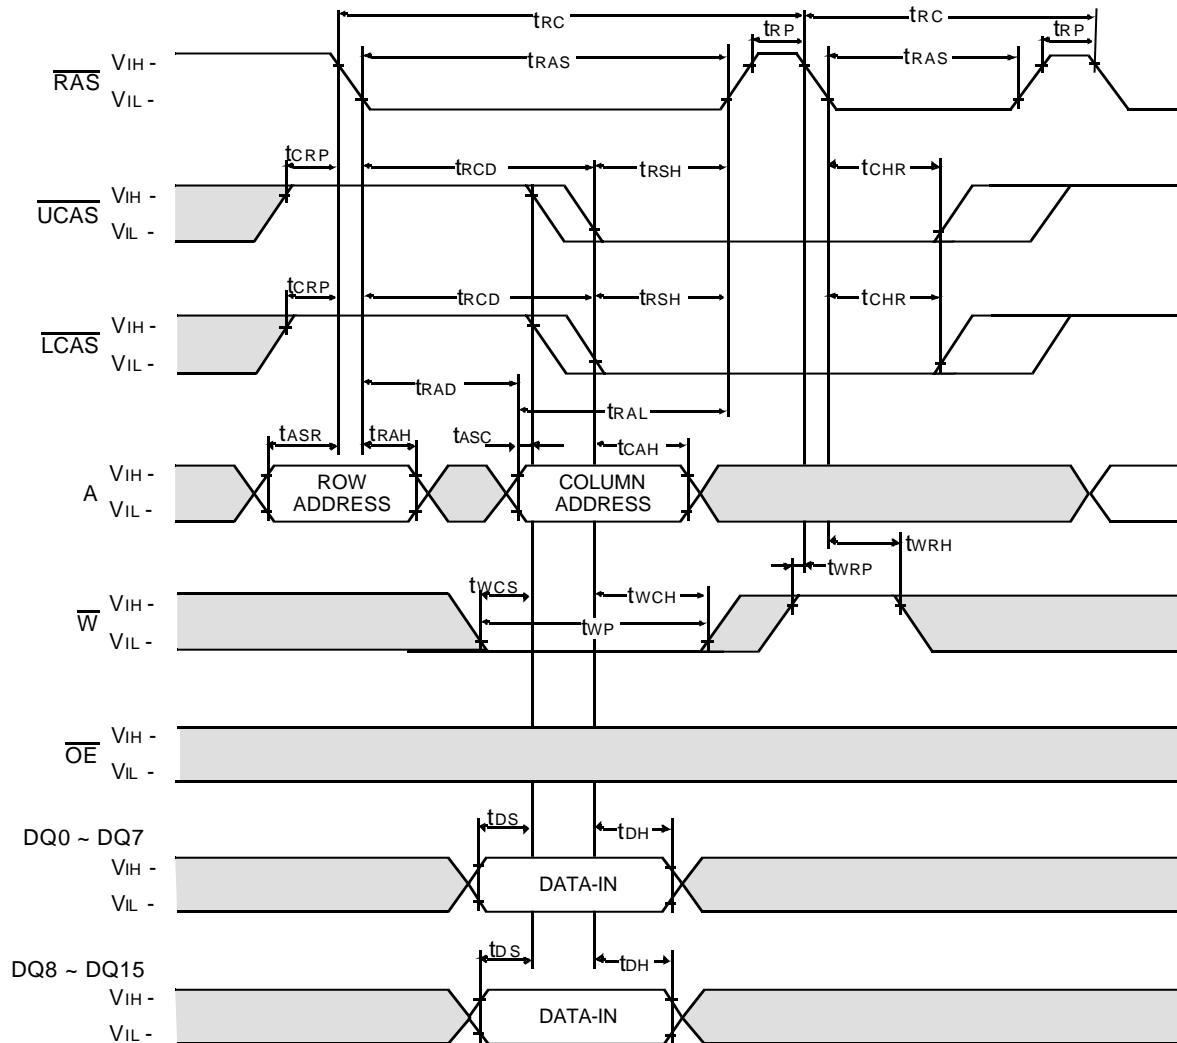 tRC tRC
tRP tRP
RAS VIH - tRAS tRAS
VIL -
tCRP
tRCD tRSH tCHR
UCAS VIH -
VIL -
tCRP
tRCD tRSH tCHR
LCAS VIH -
VIL -
tRAD
tRAL
tASR tRAH tASC tCAH
A VIH -
VIL -
ROW
ADDRESS
COLUMN
ADDRESS
tWRH
tWRP
tWCS tWCH
W VIH -
VIL -
tWP
OE VIH -
VIL -
tDS tDH
DQ0 ~ DQ7
VIH -
VIL -
DATA-IN
tDS tDH
DQ8 ~ DQ15
VIH -
VIL -
DATA-IN